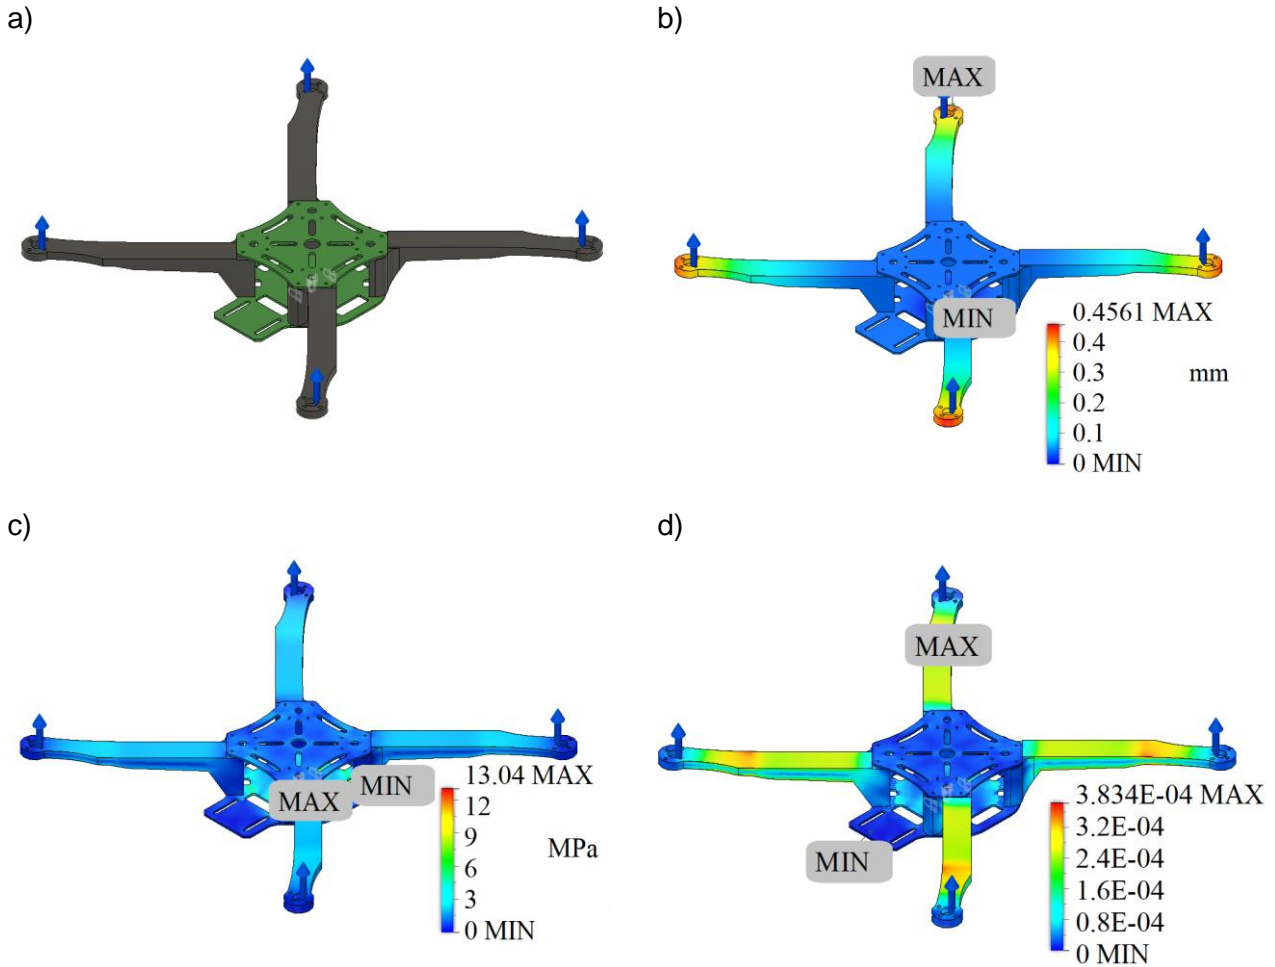 a)
b)
MAX
MIN
0.4561 MAX
0.4
0.3
mm
0.2
0.1
0 MIN
c)
d)
MAX
MIN
13.04 MAX
12
9
MPa
6
3
0 MIN
MAX
MIN
3.834E-04 MAX
3.2E-04
2.4E-04
1.6E-04
0.8E-04
0 MIN